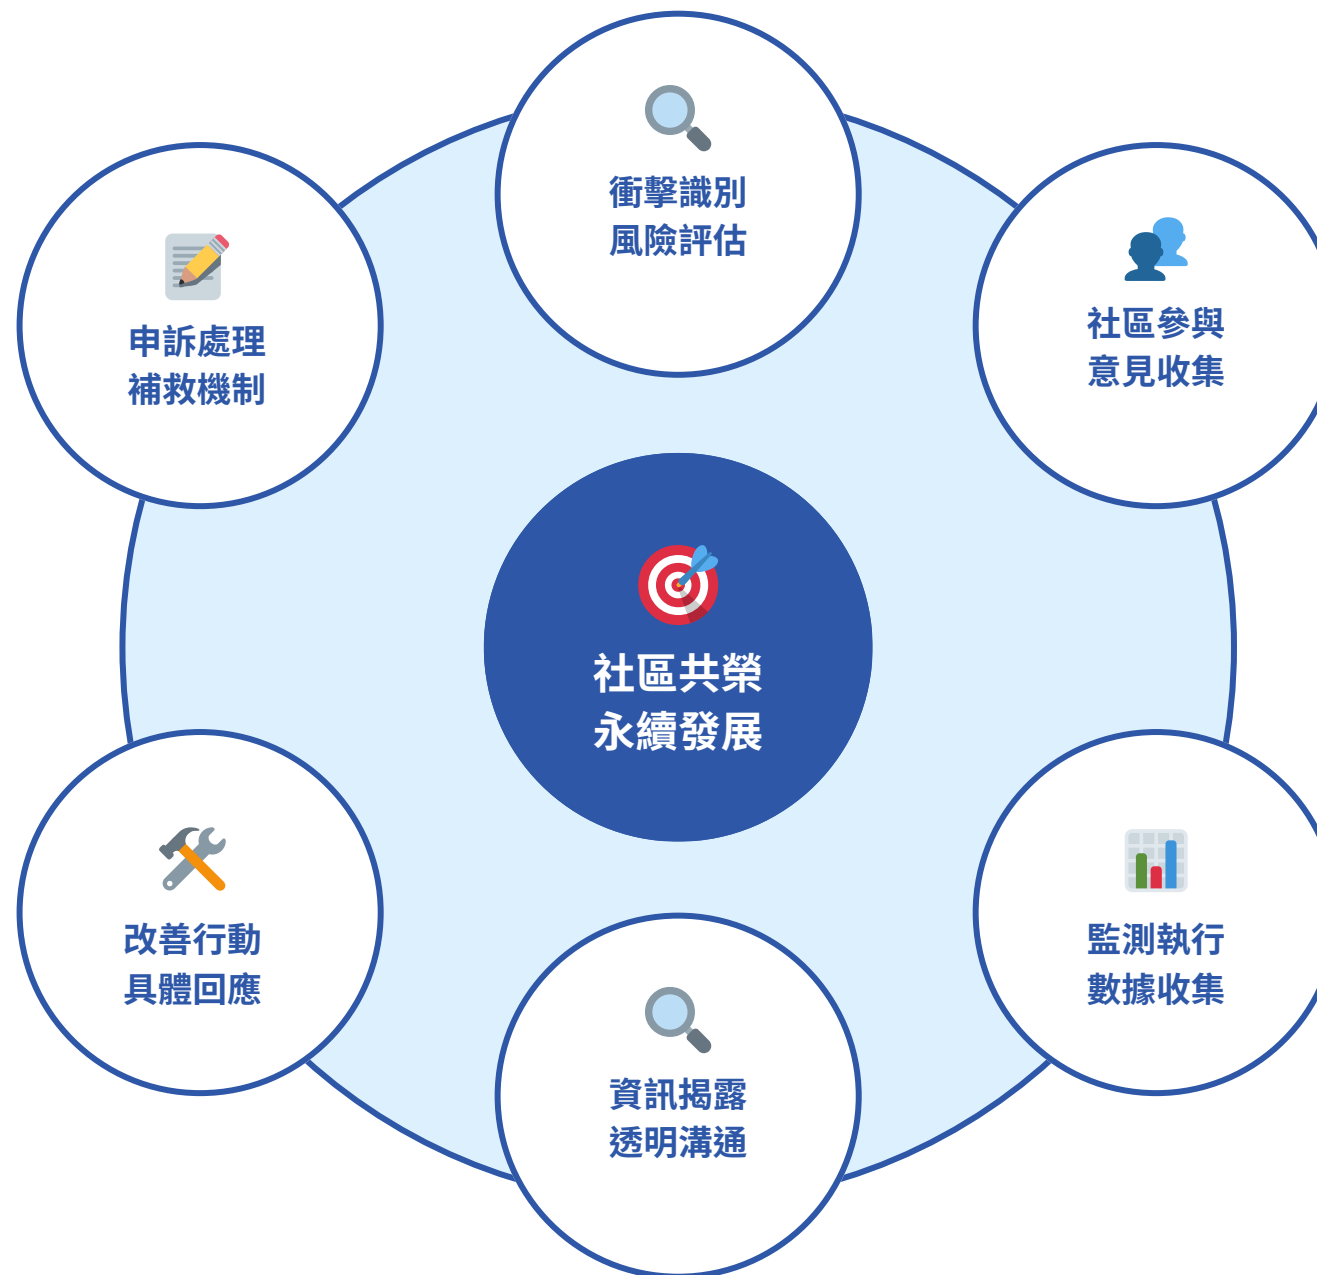 衝擊識別
風險評估
社區參與
意見收集
申訴處理
補救機制
社區共榮
永續發展
改善行動
具體回應
監測執行
數據收集
資訊揭露
透明溝通